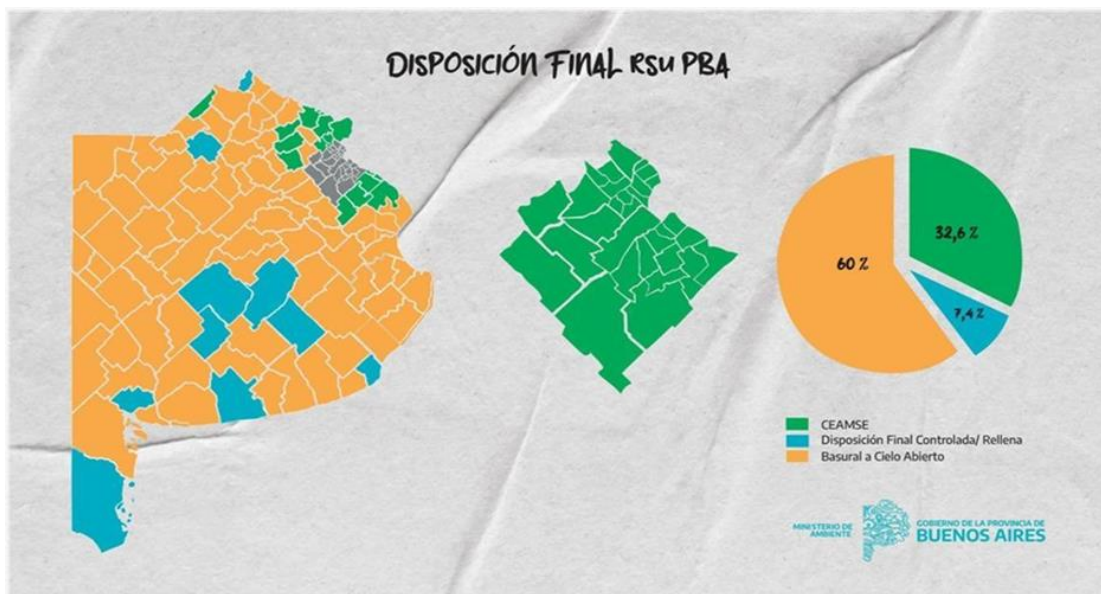 DISPOSICIÓN FINAL RSU PBA
32,6 %
60 %
7,4 %
CEAMSE
Disposición Final Controlada/ Rellena
Basural a Cielo Abierto
MINISTERIO DE
AMBIENTE
GOBIERNO DE LA PROVINCIA DE
BUENOS AIRES